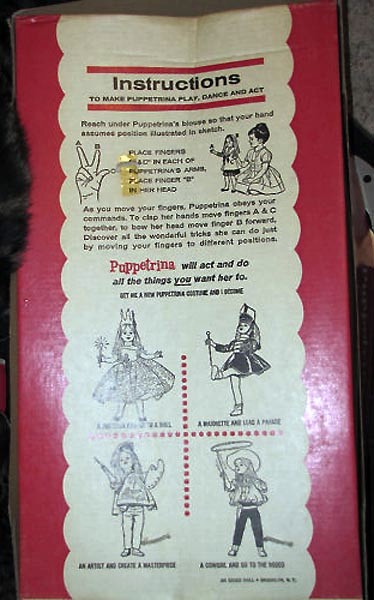 Instructions
TO MAKE PUPPETRINA PLAY, DANCE AND ACT
Reach under Puppetrina's blouse so that your hand
assumes position illustrated in sketch.
A B
PLACE FINGERS
&C" IN EACH OF
PUPPETRINA'S ARMS,
PLACE FINGER "B"
IN HER HEAD
As you move your fingers, Puppetrina obeys your
commands. To clap her hands move fingers A & C
together, to bow her head move finger B forward.
Discover all the wonderful tricks she can do just
by moving your fingers to different positions.
Puppetrina will act and do
all the things you want her to.
GET ME A NEW PUPPETRINA COSTUME AND I BECOME
A BALL
A MAJORETTE AND LEAD A PARADE
AN ARTIST AND CREATE A MASTERPIECE
A COWGIRL AND GO TO THE RODEO
BROOKLYN, N.Y.